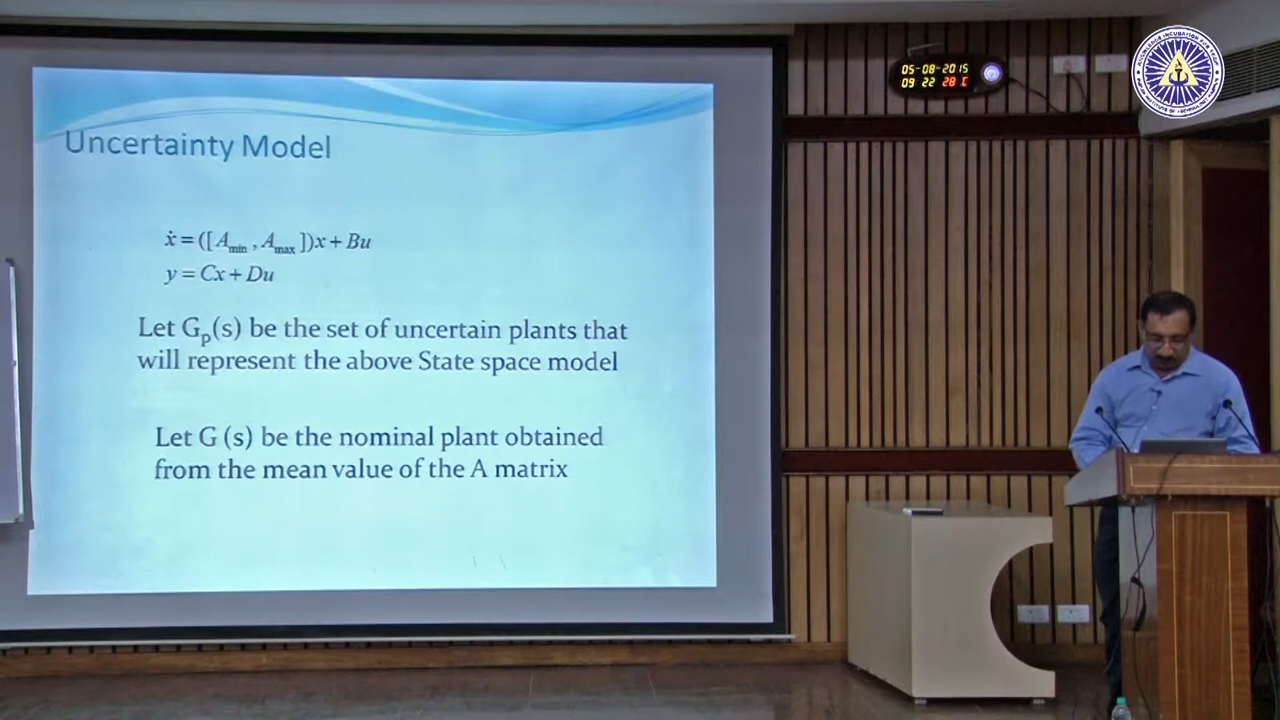 05-08-2015
09 22 28
Uncertainty Model
ẋ = ([ A_min , A_max ])x + Bu
y = Cx + Du
Let G_p(s) be the set of uncertain plants that
will represent the above State space model
Let G (s) be the nominal plant obtained
from the mean value of the A matrix